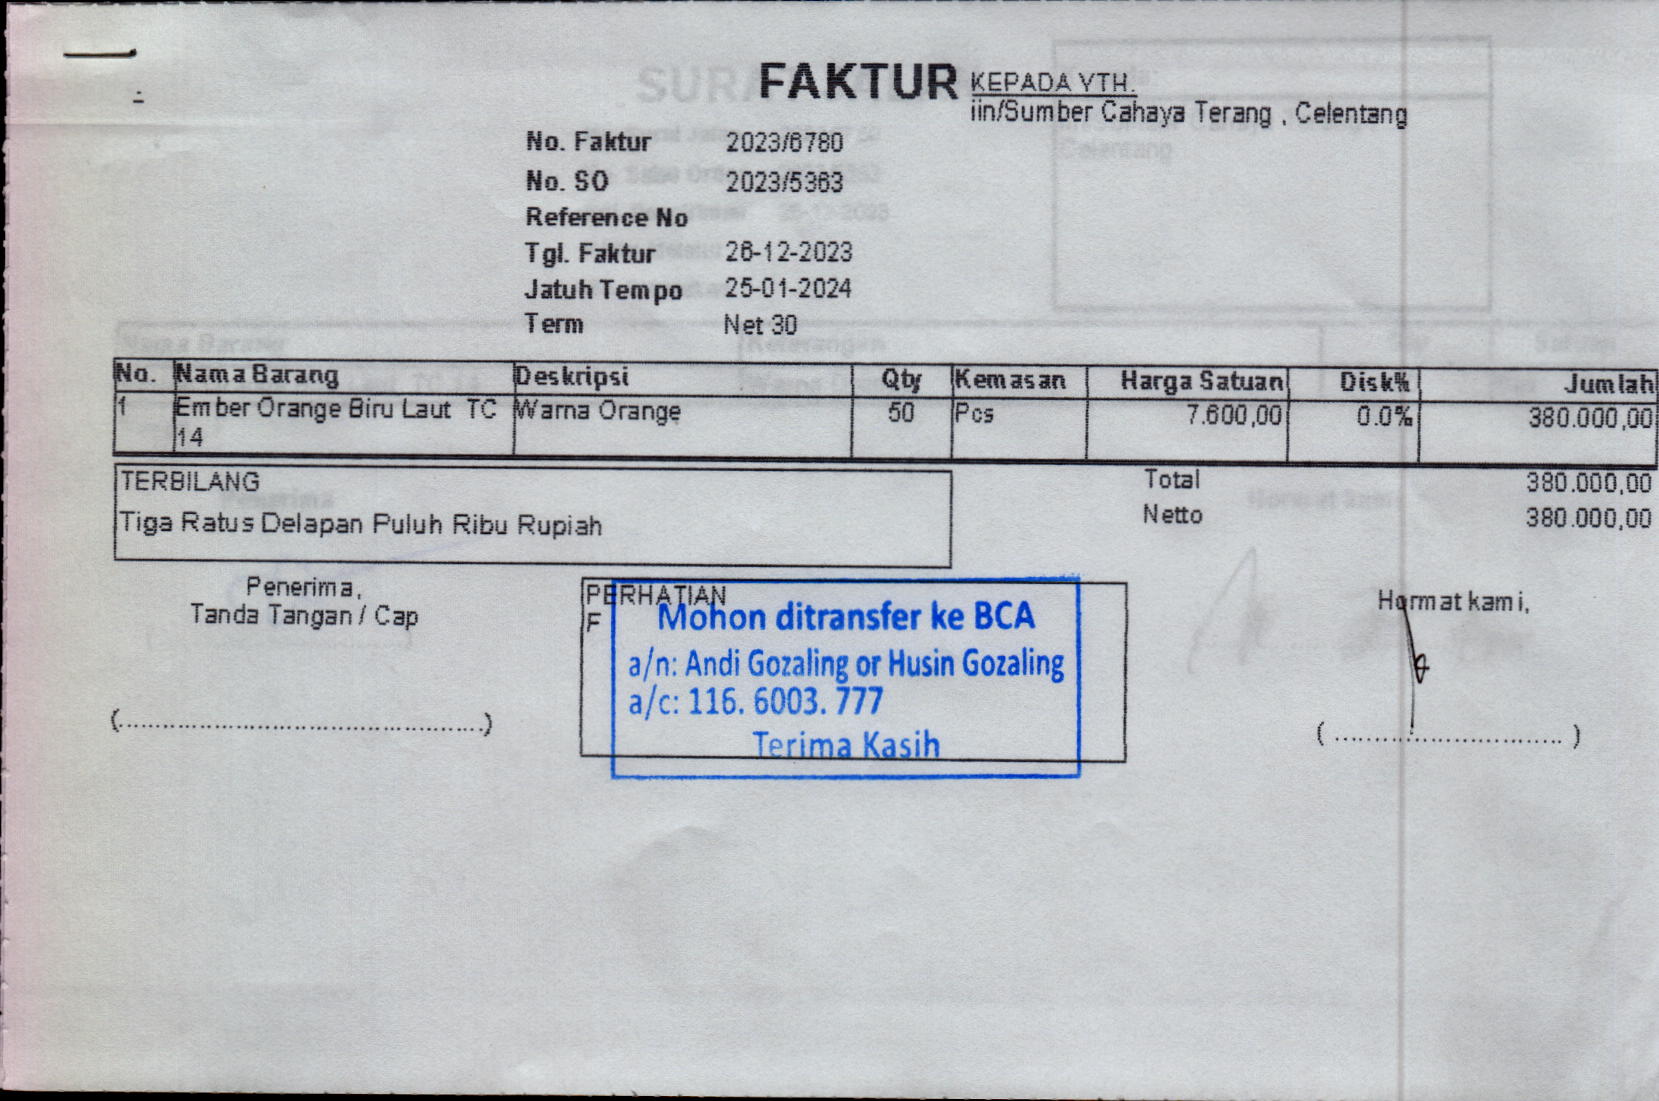 FAKTUR
KEPADA YTH.
iin/Sumber Cahaya Terang , Celentang
No. Faktur 2023/6780
No. SO 2023/5363
Reference No
Tgl. Faktur 26-12-2023
Jatuh Tempo 25-01-2024
Term Net 30
No. Nama Barang Deskripsi Qty Kemasan Harga Satuan Disk% Jumlah
1 Ember Orange Biru Laut TC Warna Orange 50 Pcs 7.600,00 0.0% 380.000,00
14
TERBILANG
Tiga Ratus Delapan Puluh Ribu Rupiah
Total 380.000,00
Netto 380.000,00
Penerima,
Tanda Tangan / Cap
(................................................)
PERHATIAN
F
Mohon ditransfer ke BCA
a/n: Andi Gozaling or Husin Gozaling
a/c: 116. 6003. 777
Terima Kasih
Hormat kami,
( .............................. )